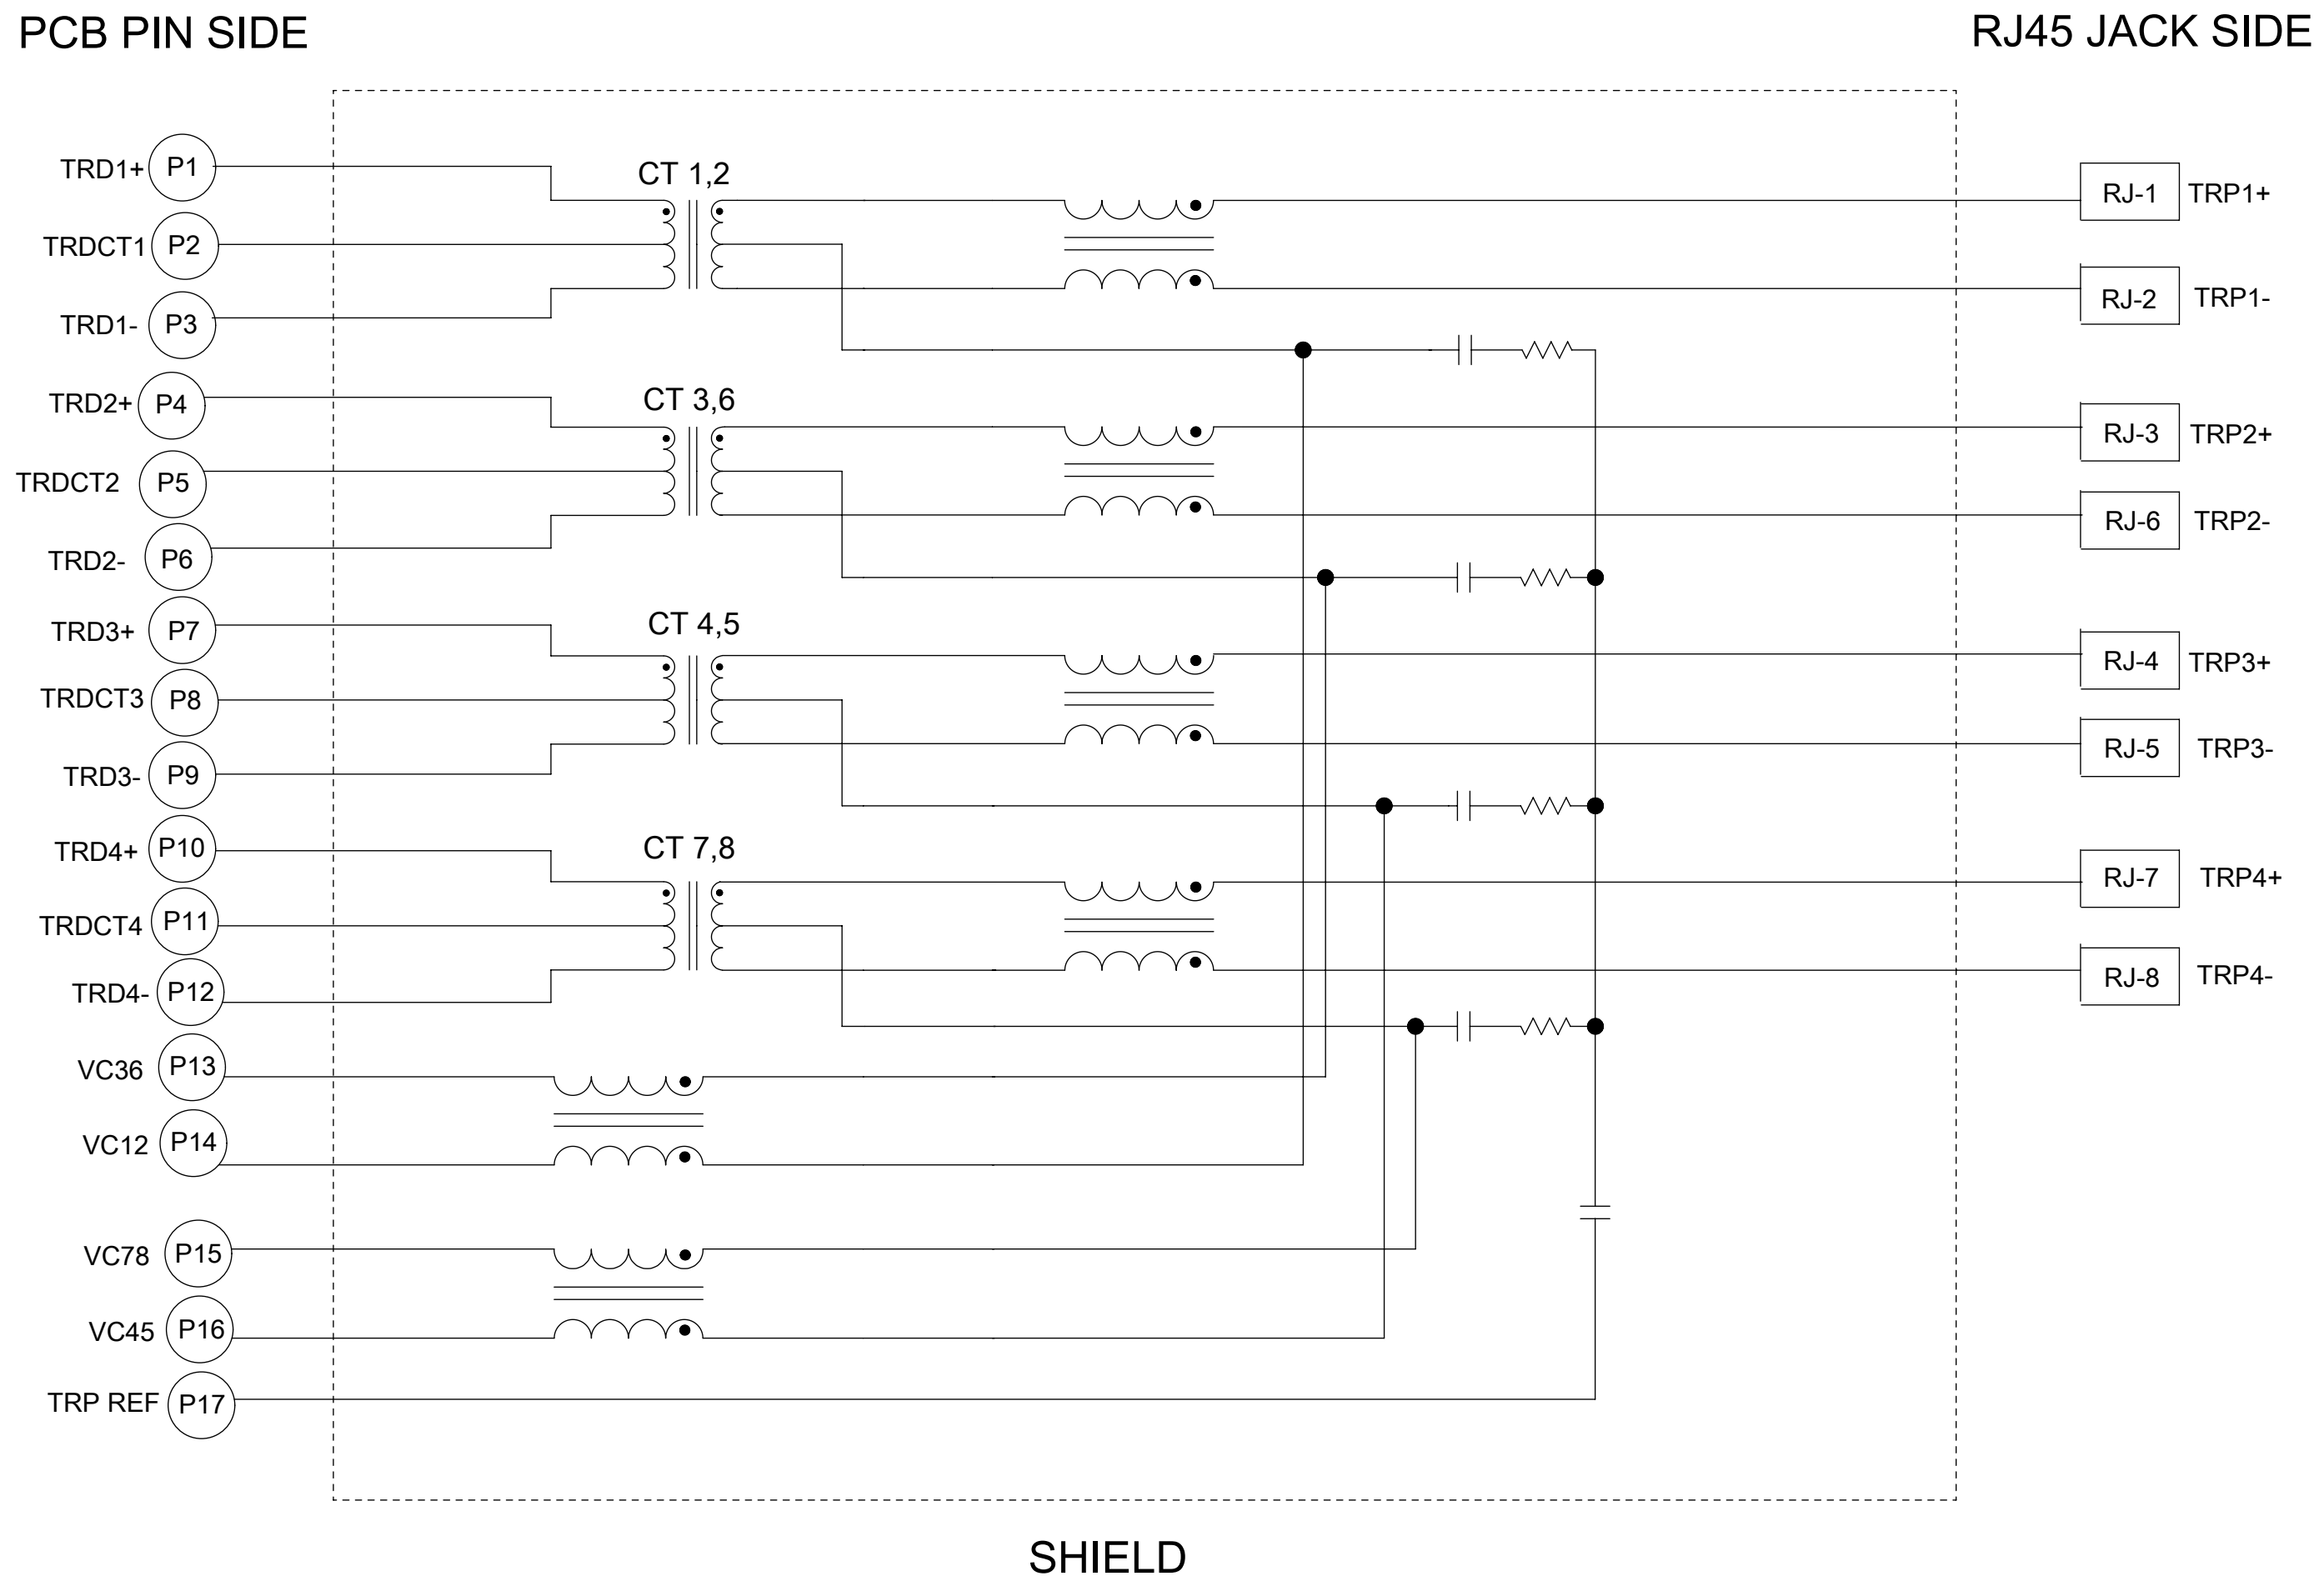 PCB PIN SIDE
RJ45 JACK SIDE
TRD1+ P1
TRDCT1 P2
TRD1- P3
TRD2+ P4
TRDCT2 P5
TRD2- P6
TRD3+ P7
TRDCT3 P8
TRD3- P9
TRD4+ P10
TRDCT4 P11
TRD4- P12
VC36 P13
VC12 P14
VC78 P15
VC45 P16
TRP REF P17
CT 1,2
CT 3,6
CT 4,5
CT 7,8
RJ-1 TRP1+
RJ-2 TRP1-
RJ-3 TRP2+
RJ-6 TRP2-
RJ-4 TRP3+
RJ-5 TRP3-
RJ-7 TRP4+
RJ-8 TRP4-
SHIELD